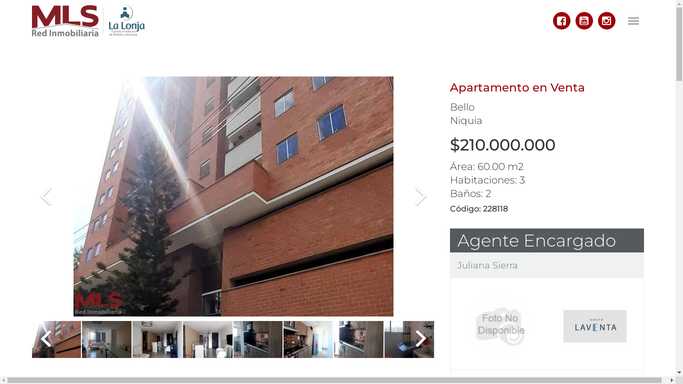 MLS
Red Inmobiliaria
La Lonja
Apartamento en Venta
Bello
Niquia
$210.000.000
Área: 60.00 m2
Habitaciones: 3
Baños: 2
Código: 228118
MLS
Red Inmobiliaria
Agente Encargado
Juliana Sierra
Foto No
Disponible
LAVENTA